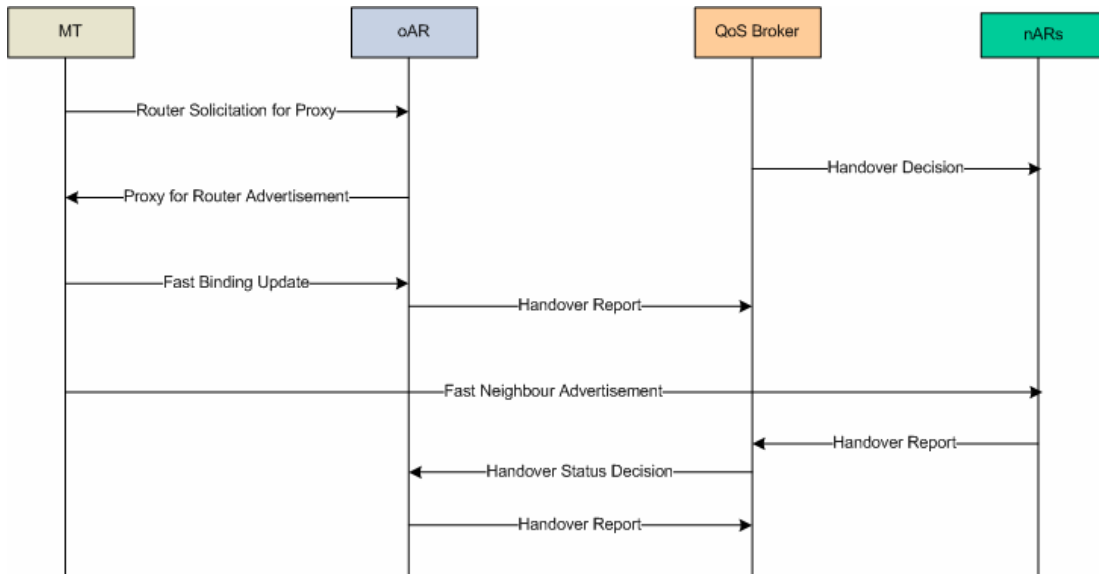 MT
oAR
QoS Broker
nARs
Router Solicitation for Proxy
Handover Decision
Proxy for Router Advertisement
Fast Binding Update
Handover Report
Fast Neighbour Advertisement
Handover Report
Handover Status Decision
Handover Report